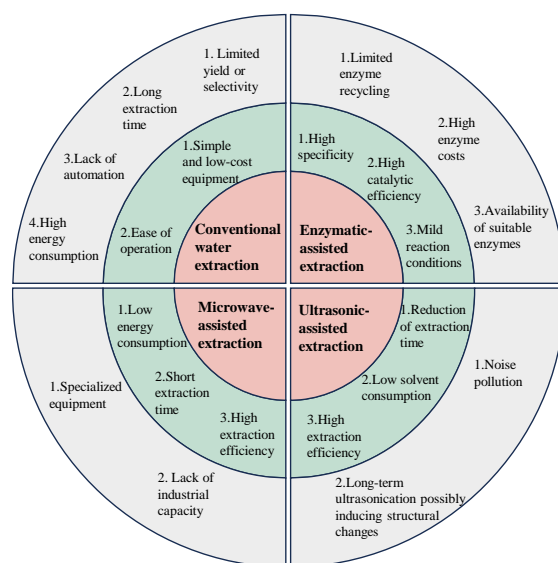 1. Limited
yield or
selectivity
2.Long
extraction
time
3.Lack of
automation
4.High
energy
consumption
1.Simple
and low-cost
equipment
2.Ease of
operation
Conventional
water
extraction
1.Limited
enzyme
recycling
2.High
enzyme
costs
3.Availability
of suitable
enzymes
1.High
specificity
2.High
catalytic
efficiency
3.Mild
reaction
conditions
Enzymatic-
assisted
extraction
Microwave-
assisted
extraction
1.Low
energy
consumption
2.Short
extraction
time
3.High
extraction
efficiency
1.Specialized
equipment
2. Lack of
industrial
capacity
Ultrasonic-
assisted
extraction
1.Reduction
of extraction
time
2.Low solvent
consumption
3.High
extraction
efficiency
1.Noise
pollution
2.Long-term
ultrasonication possibly
inducing structural
changes